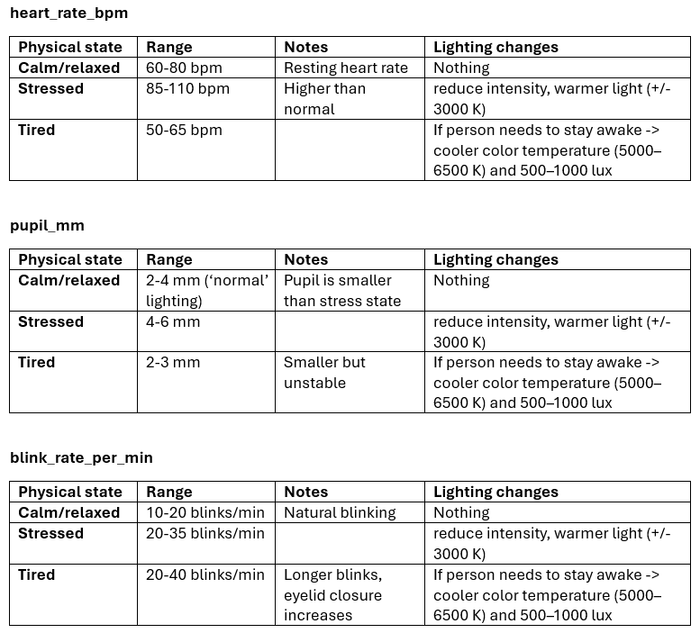 heart_rate_bpm
Physical state Range Notes Lighting changes
Calm/relaxed 60-80 bpm Resting heart rate Nothing
Stressed 85-110 bpm Higher than reduce intensity, warmer light (+/-
normal 3000 K)
Tired 50-65 bpm If person needs to stay awake ->
cooler color temperature (5000–
6500 K) and 500–1000 lux
pupil_mm
Physical state Range Notes Lighting changes
Calm/relaxed 2-4 mm (‘normal’ Pupil is smaller Nothing
lighting) than stress state
Stressed 4-6 mm reduce intensity, warmer light (+/-
3000 K)
Tired 2-3 mm Smaller but If person needs to stay awake ->
unstable cooler color temperature (5000–
6500 K) and 500–1000 lux
blink_rate_per_min
Physical state Range Notes Lighting changes
Calm/relaxed 10-20 blinks/min Natural blinking Nothing
Stressed 20-35 blinks/min reduce intensity, warmer light (+/-
3000 K)
Tired 20-40 blinks/min Longer blinks, If person needs to stay awake ->
eyelid closure cooler color temperature (5000–
increases 6500 K) and 500–1000 lux